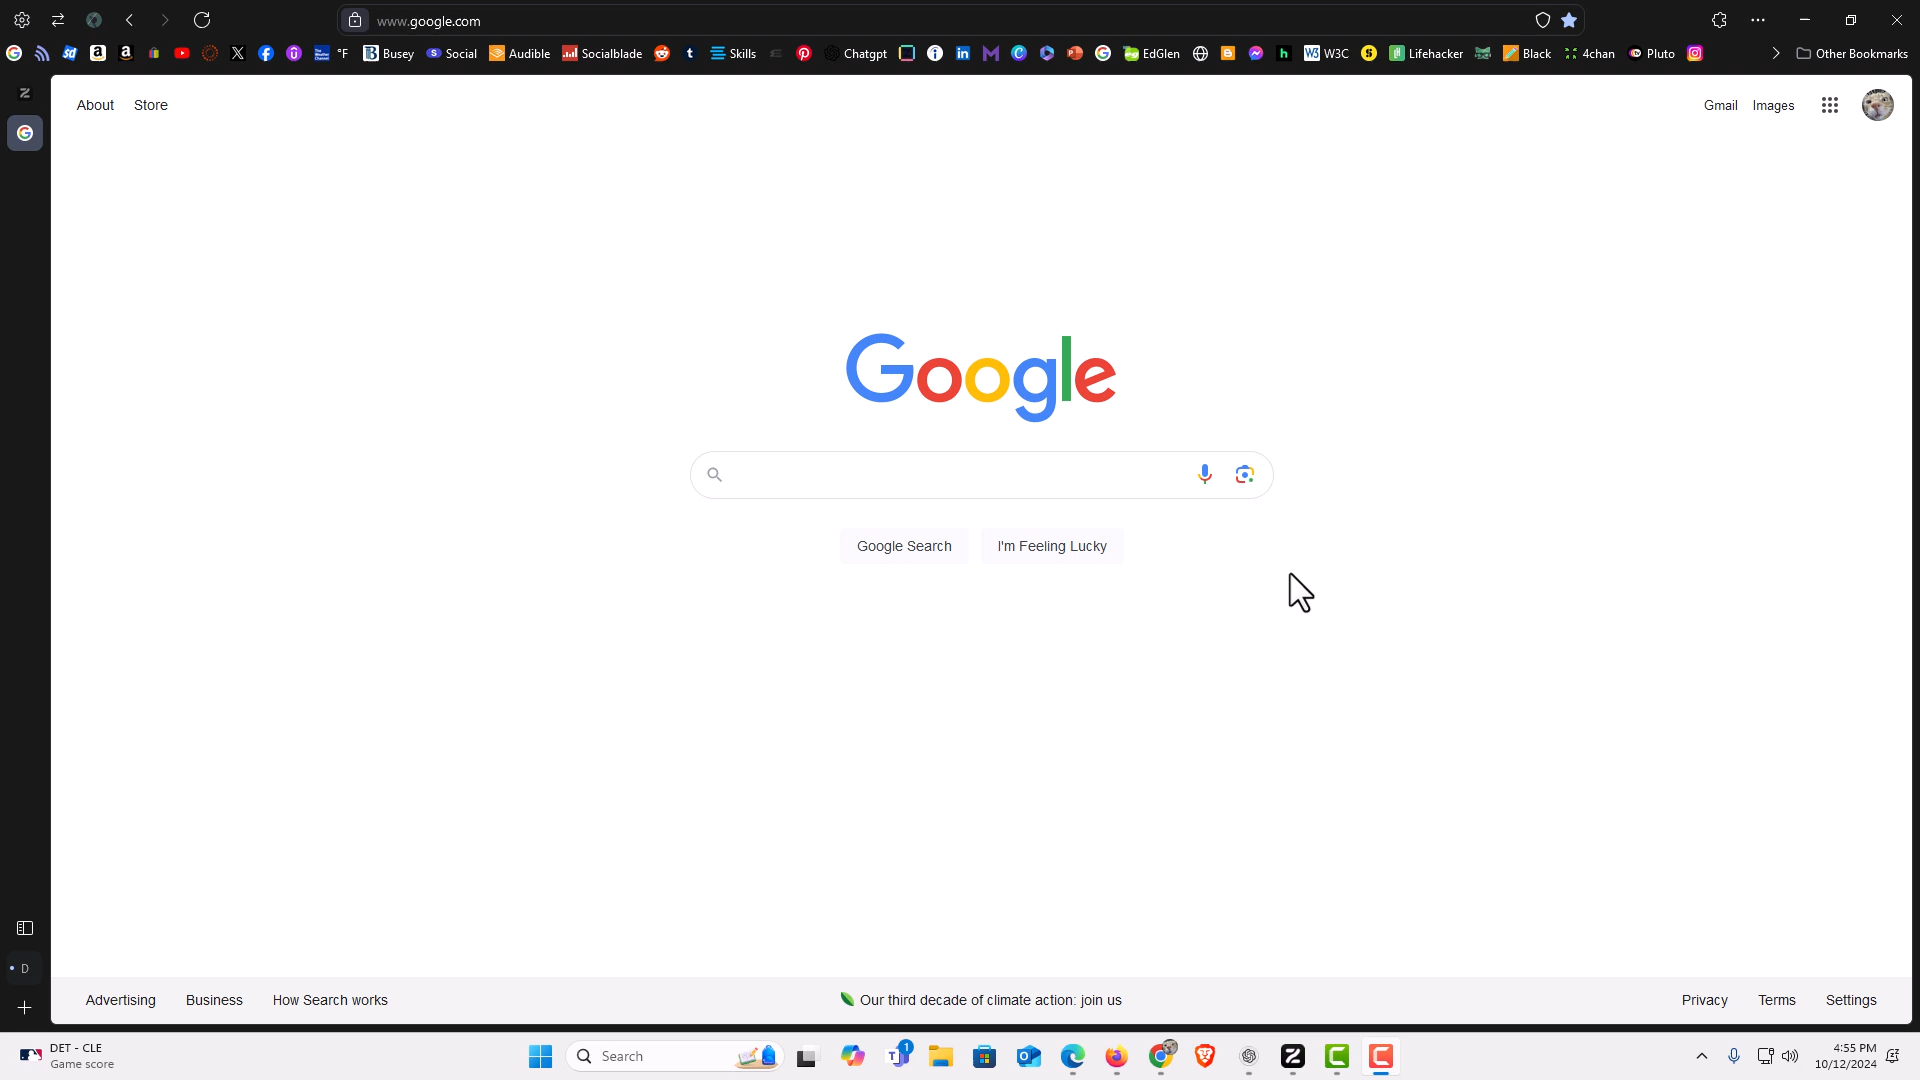 www.google.com
°F Busey Social Audible Socialblade Skills Chatgpt EdGlen W3C Lifehacker Black 4chan Pluto Other Bookmarks
About Store Gmail Images
Google
Google Search I'm Feeling Lucky
D
Advertising Business How Search works Our third decade of climate action: join us Privacy Terms Settings
DET - CLE
Game score
Search
1
4:55 PM
10/12/2024